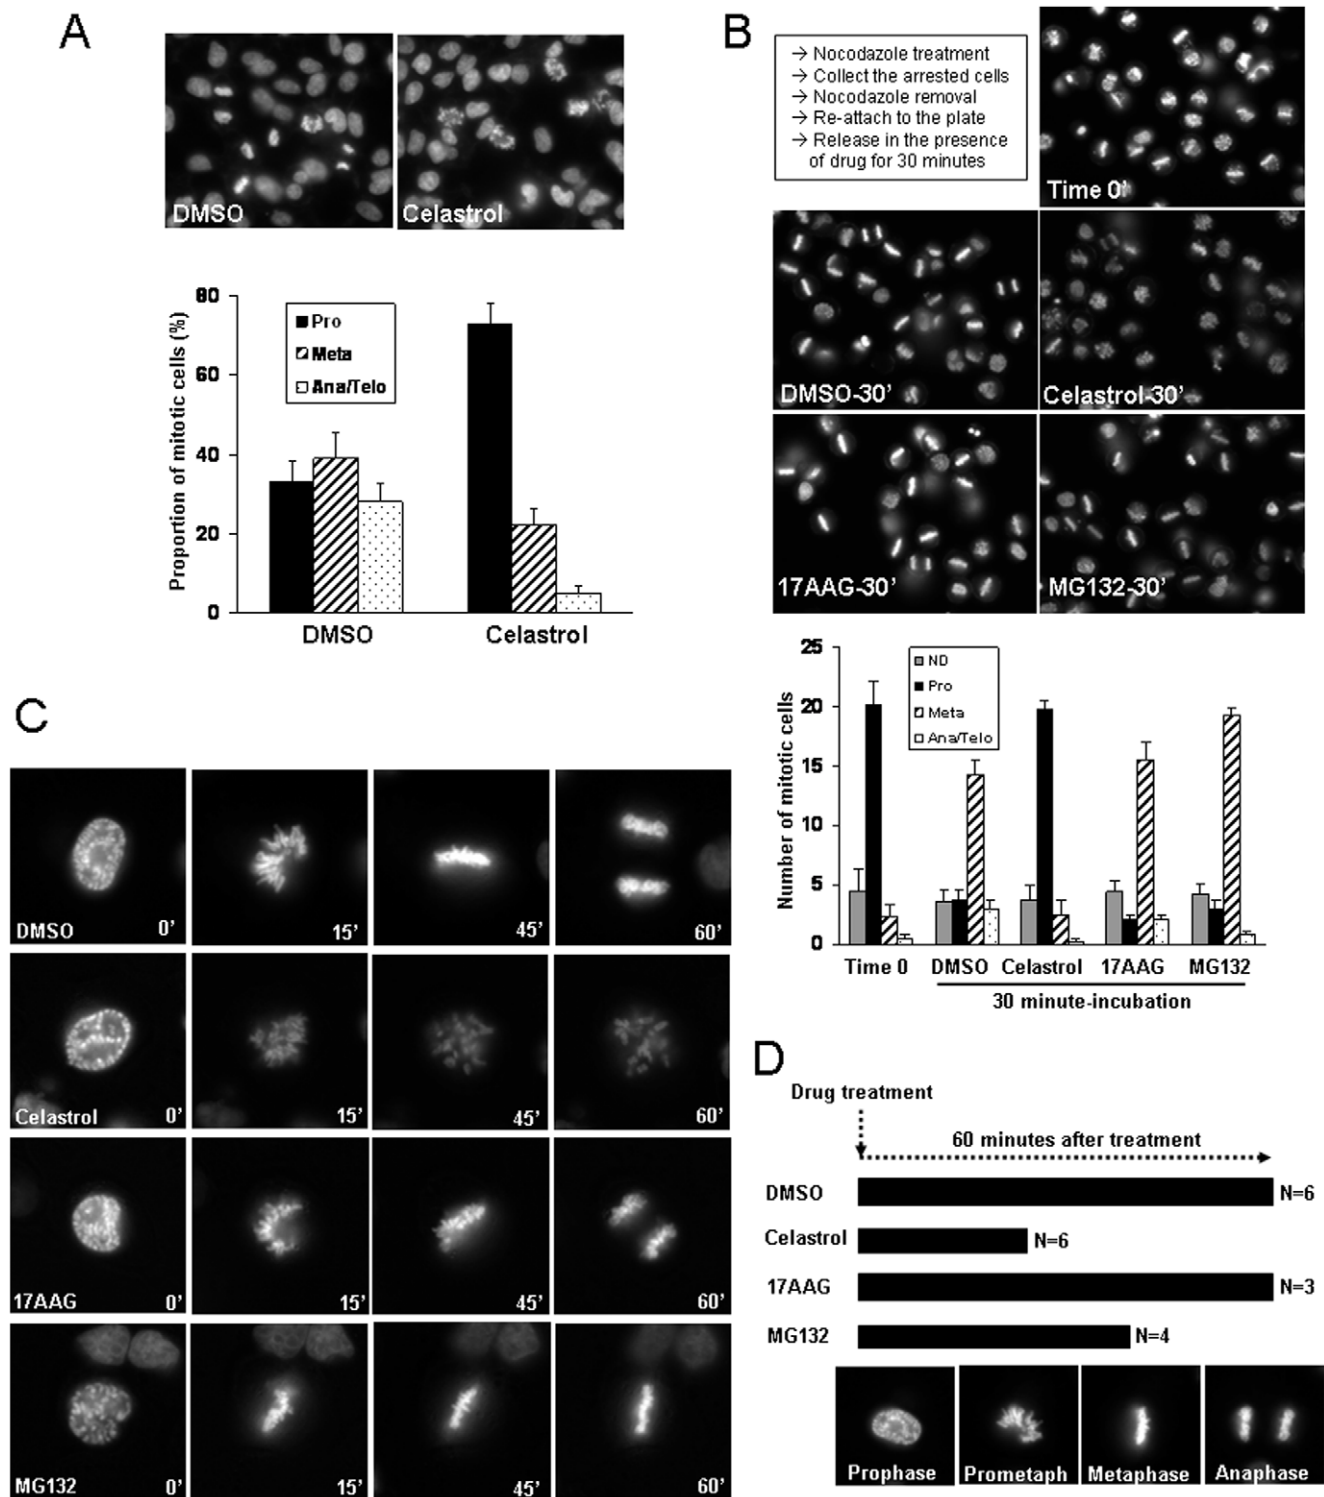 A
DMSO
Celastrol
Proportion of mitotic cells (%)
80
60
40
20
0
Pro
Meta
Ana/Telo
DMSO
Celastrol
B
→ Nocodazole treatment
→ Collect the arrested cells
→ Nocodazole removal
→ Re-attach to the plate
→ Release in the presence
of drug for 30 minutes
Time 0'
DMSO-30'
Celastrol-30'
17AAG-30'
MG132-30'
Number of mitotic cells
25
20
15
10
5
0
ND
Pro
Meta
Ana/Telo
Time 0
DMSO
Celastrol
17AAG
MG132
30 minute-incubation
C
DMSO
0'
15'
45'
60'
Celastrol
0'
15'
45'
60'
17AAG
0'
15'
45'
60'
MG132
0'
15'
45'
60'
D
Drug treatment
60 minutes after treatment
DMSO
N=6
Celastrol
N=6
17AAG
N=3
MG132
N=4
Prophase
Prometaph
Metaphase
Anaphase